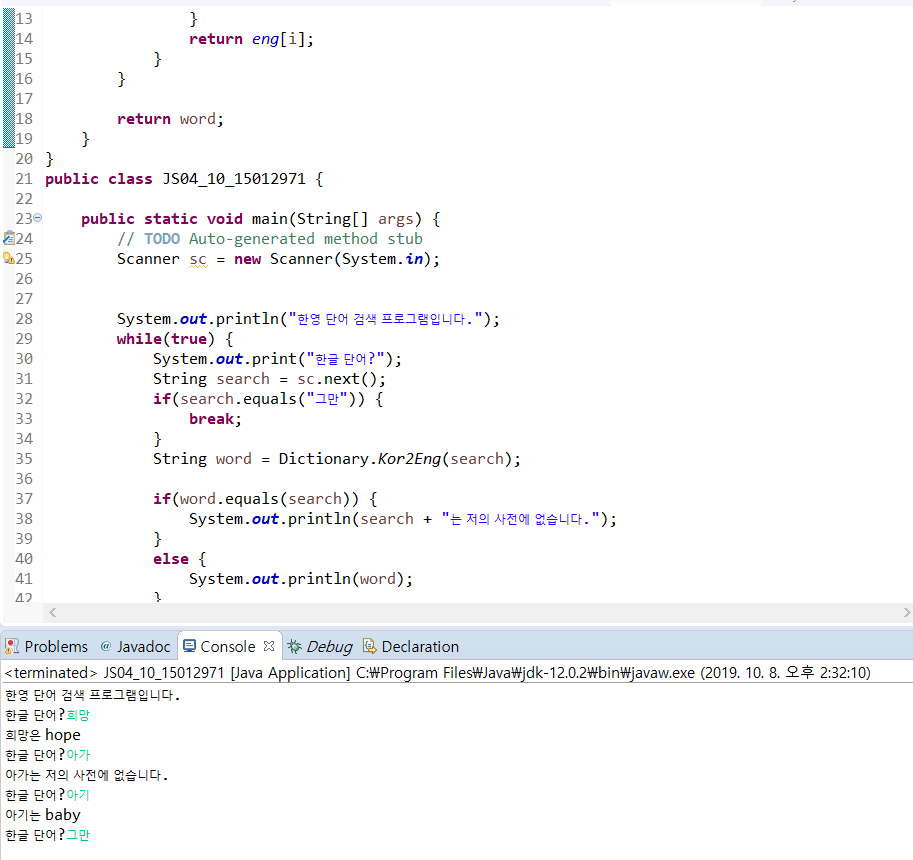 13 }
14 return eng[i];
15 }
16 }
17
18 return word;
19 }
20 }
21 public class JS04_10_15012971 {
22
23 public static void main(String[] args) {
24 // TODO Auto-generated method stub
25 Scanner sc = new Scanner(System.in);
26
27
28 System.out.println("한영 단어 검색 프로그램입니다.");
29 while(true) {
30 System.out.print("한글 단어?");
31 String search = sc.next();
32 if(search.equals("그만")) {
33 break;
34 }
35 String word = Dictionary.Kor2Eng(search);
36
37 if(word.equals(search)) {
38 System.out.println(search + "는 저의 사전에 없습니다.");
39 }
40 else {
41 System.out.println(word);
42 }
Problems @ Javadoc Console Debug Declaration
<terminated> JS04_10_15012971 [Java Application] C:₩Program Files₩Java₩jdk-12.0.2₩bin₩javaw.exe (2019. 10. 8. 오후 2:32:10)
한영 단어 검색 프로그램입니다.
한글 단어?희망
희망은 hope
한글 단어?아가
아가는 저의 사전에 없습니다.
한글 단어?아기
아기는 baby
한글 단어?그만